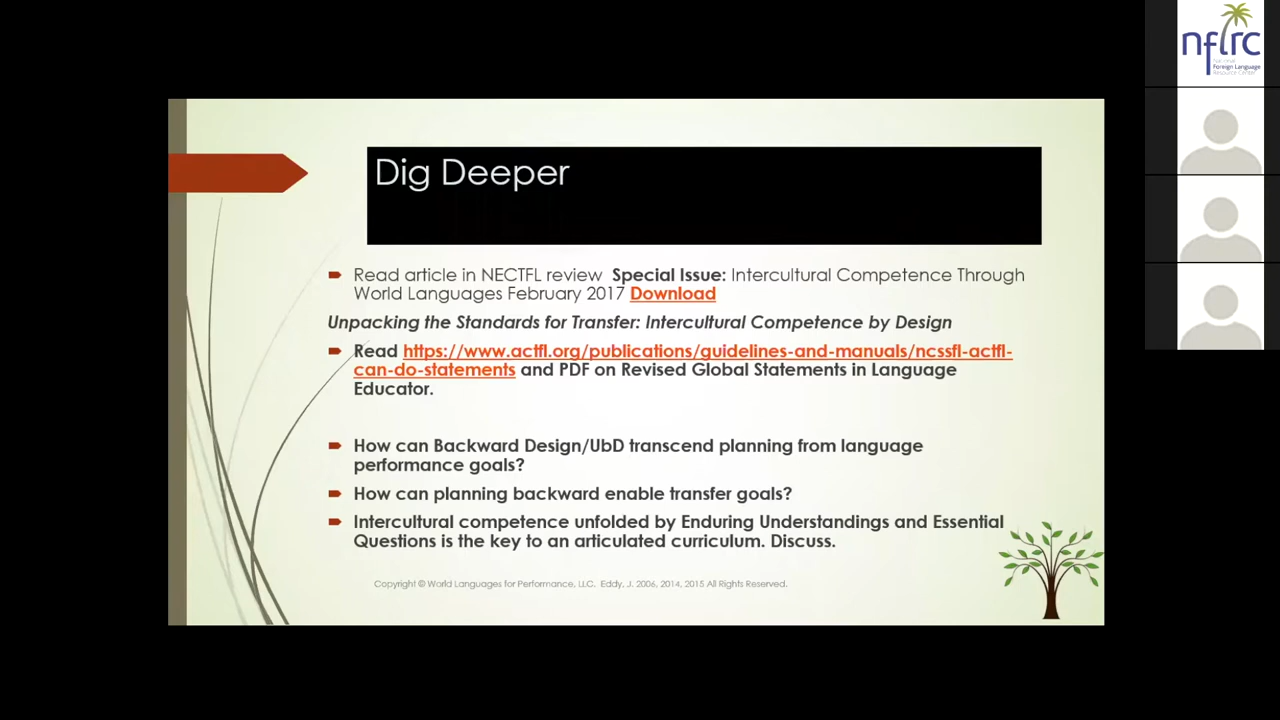 nflrc
National
Foreign Language
Resource Center
Dig Deeper
Read article in NECTFL review Special Issue: Intercultural Competence Through
World Languages February 2017 Download
Unpacking the Standards for Transfer: Intercultural Competence by Design
Read https://www.actfl.org/publications/guidelines-and-manuals/ncssfl-actfl-
can-do-statements and PDF on Revised Global Statements in Language
Educator.
How can Backward Design/UbD transcend planning from language
performance goals?
How can planning backward enable transfer goals?
Intercultural competence unfolded by Enduring Understandings and Essential
Questions is the key to an articulated curriculum. Discuss.
Copyright © World Languages for Performance, LLC. Eddy, J. 2006, 2014, 2015 All Rights Reserved.